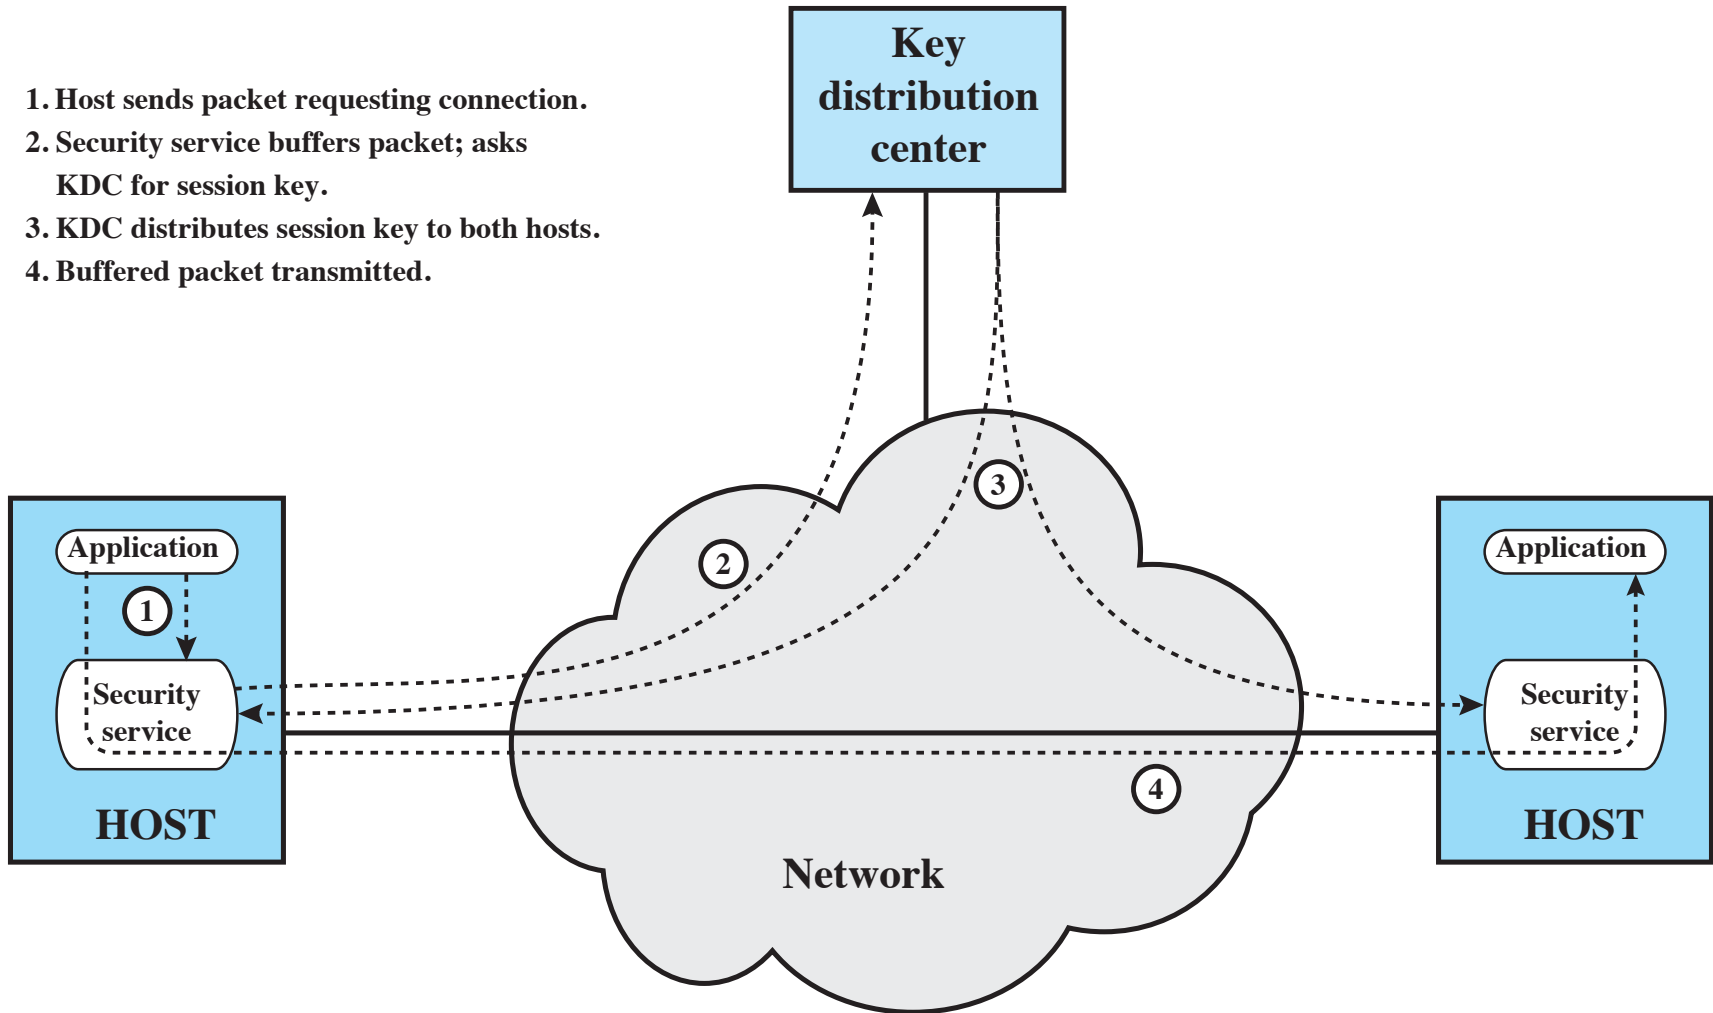 Key
distribution
center
1. Host sends packet requesting connection.
2. Security service buffers packet; asks
KDC for session key.
3. KDC distributes session key to both hosts.
4. Buffered packet transmitted.
3
2
Application
Application
1
Security
service
Security
service
4
HOST
HOST
Network